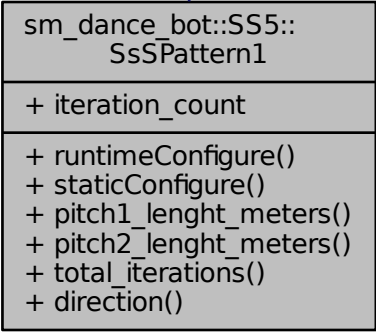 sm_dance_bot::SS5::
SsSPattern1
+ iteration_count
+ runtimeConfigure()
+ staticConfigure()
+ pitch1_lenght_meters()
+ pitch2_lenght_meters()
+ total_iterations()
+ direction()